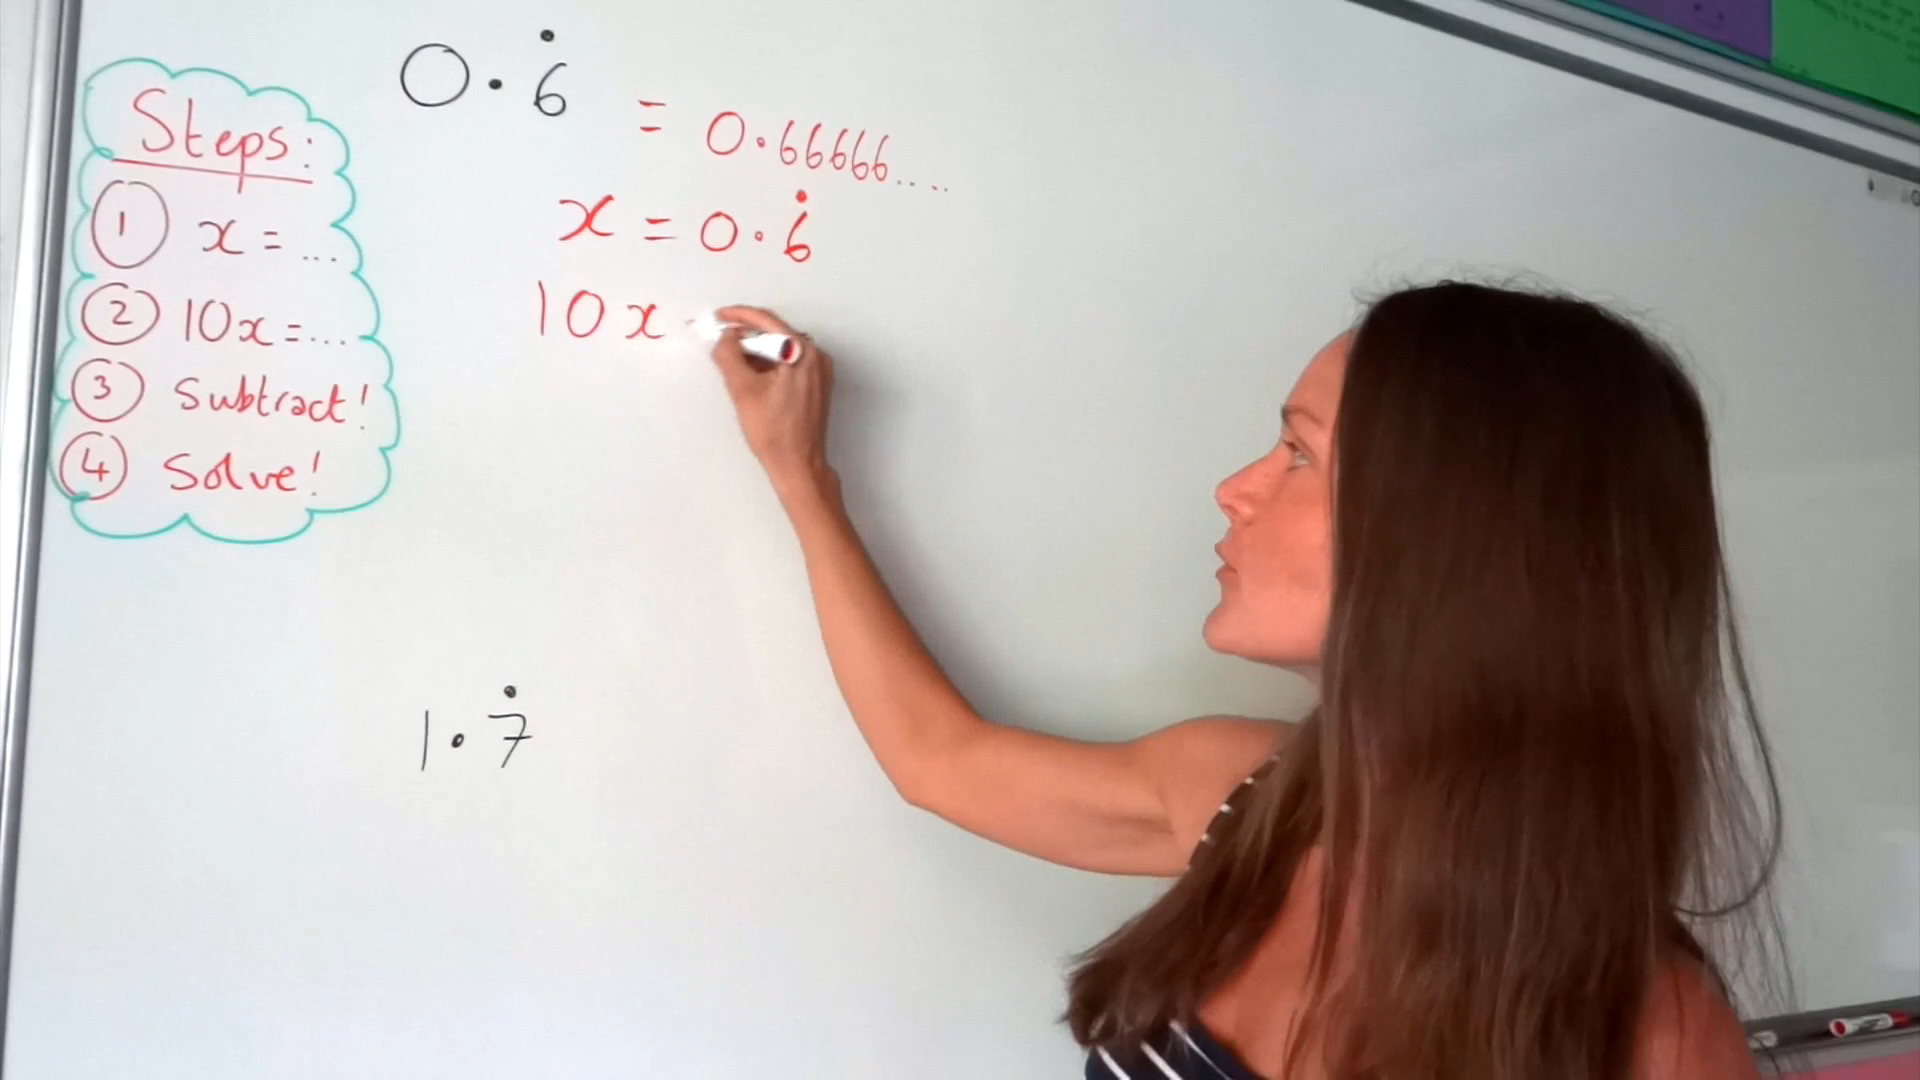 Steps:
① x = ...
② 10x = ...
③ Subtract!
④ Solve!
0.6̇ = 0.66666....
x = 0.6̇
10x
1.7̇